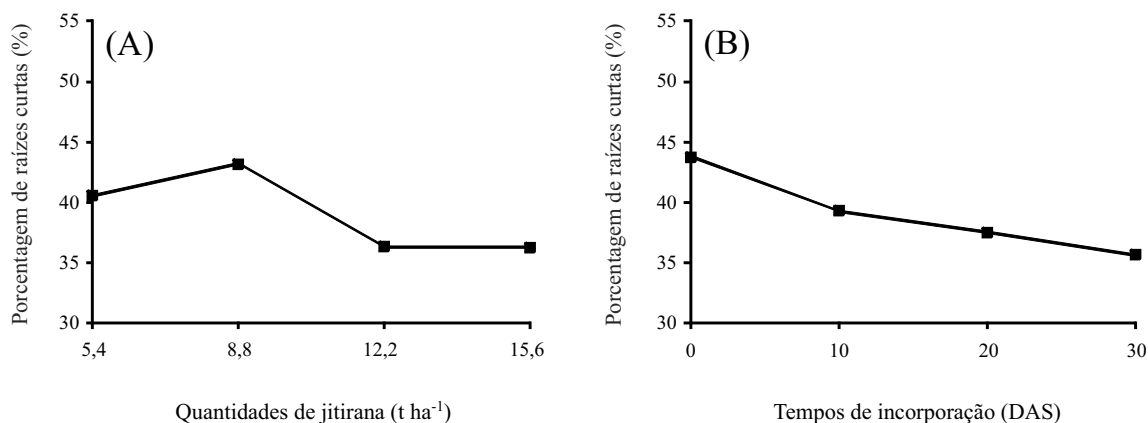 (A)
Porcentagem de raízes curtas (%)
55
50
45
40
35
30
5,4 8,8 12,2 15,6
Quantidades de jitirana (t ha⁻¹)
(B)
Porcentagem de raízes curtas (%)
55
50
45
40
35
30
0 10 20 30
Tempos de incorporação (DAS)